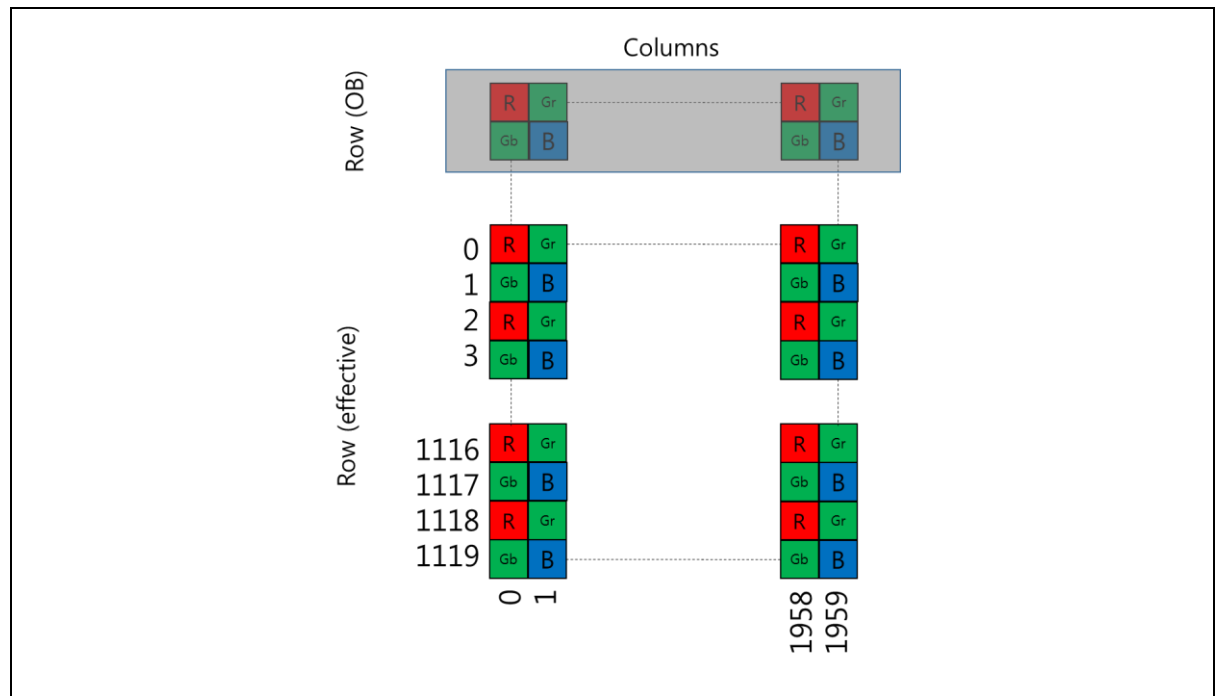 Columns
Row (OB)
R Gr R Gr
Gb B Gb B
Row (effective)
0 R Gr R Gr
1 Gb B Gb B
2 R Gr R Gr
3 Gb B Gb B
1116 R Gr R Gr
1117 Gb B Gb B
1118 R Gr R Gr
1119 Gb B Gb B
0 1 1958 1959